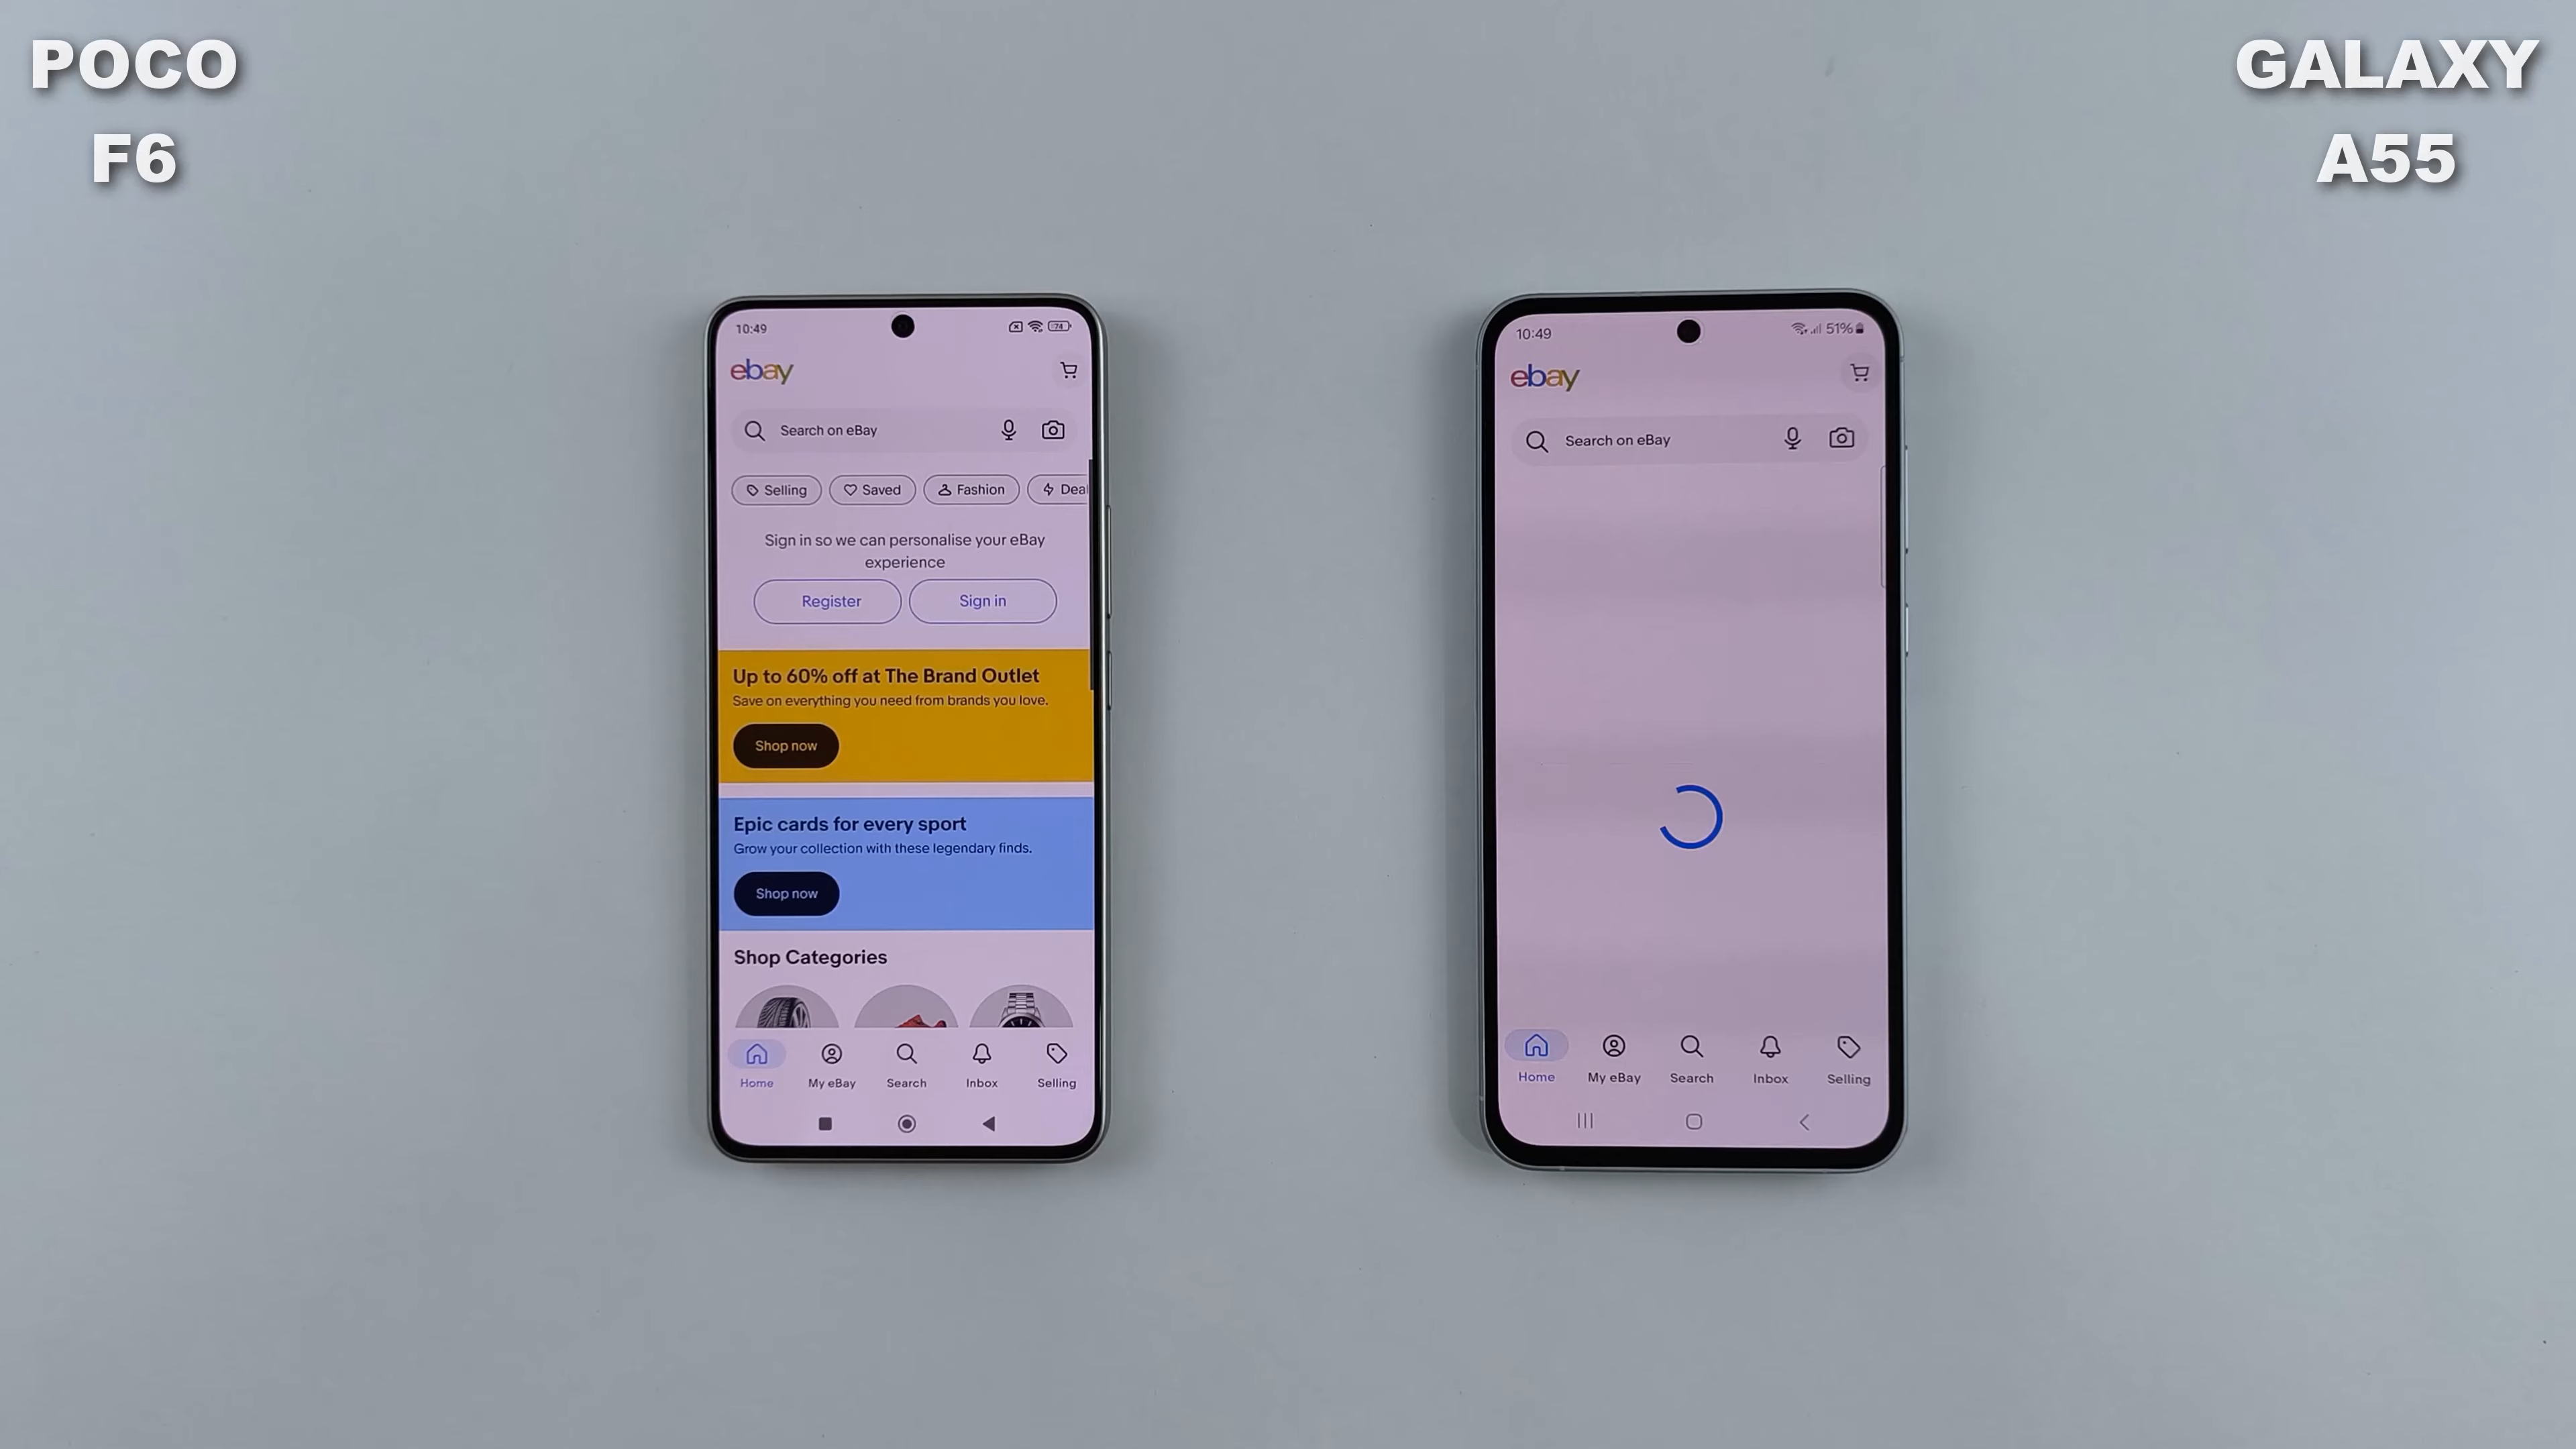 POCO
F6
GALAXY
A55
10:49
74
ebay
Search on eBay
Selling
Saved
Fashion
Deal
Sign in so we can personalise your eBay
experience
Register
Sign in
Up to 60% off at The Brand Outlet
Save on everything you need from brands you love.
Shop now
Epic cards for every sport
Grow your collection with these legendary finds.
Shop now
Shop Categories
Home
My eBay
Search
Inbox
Selling
10:49
51%
ebay
Search on eBay
Home
My eBay
Search
Inbox
Selling